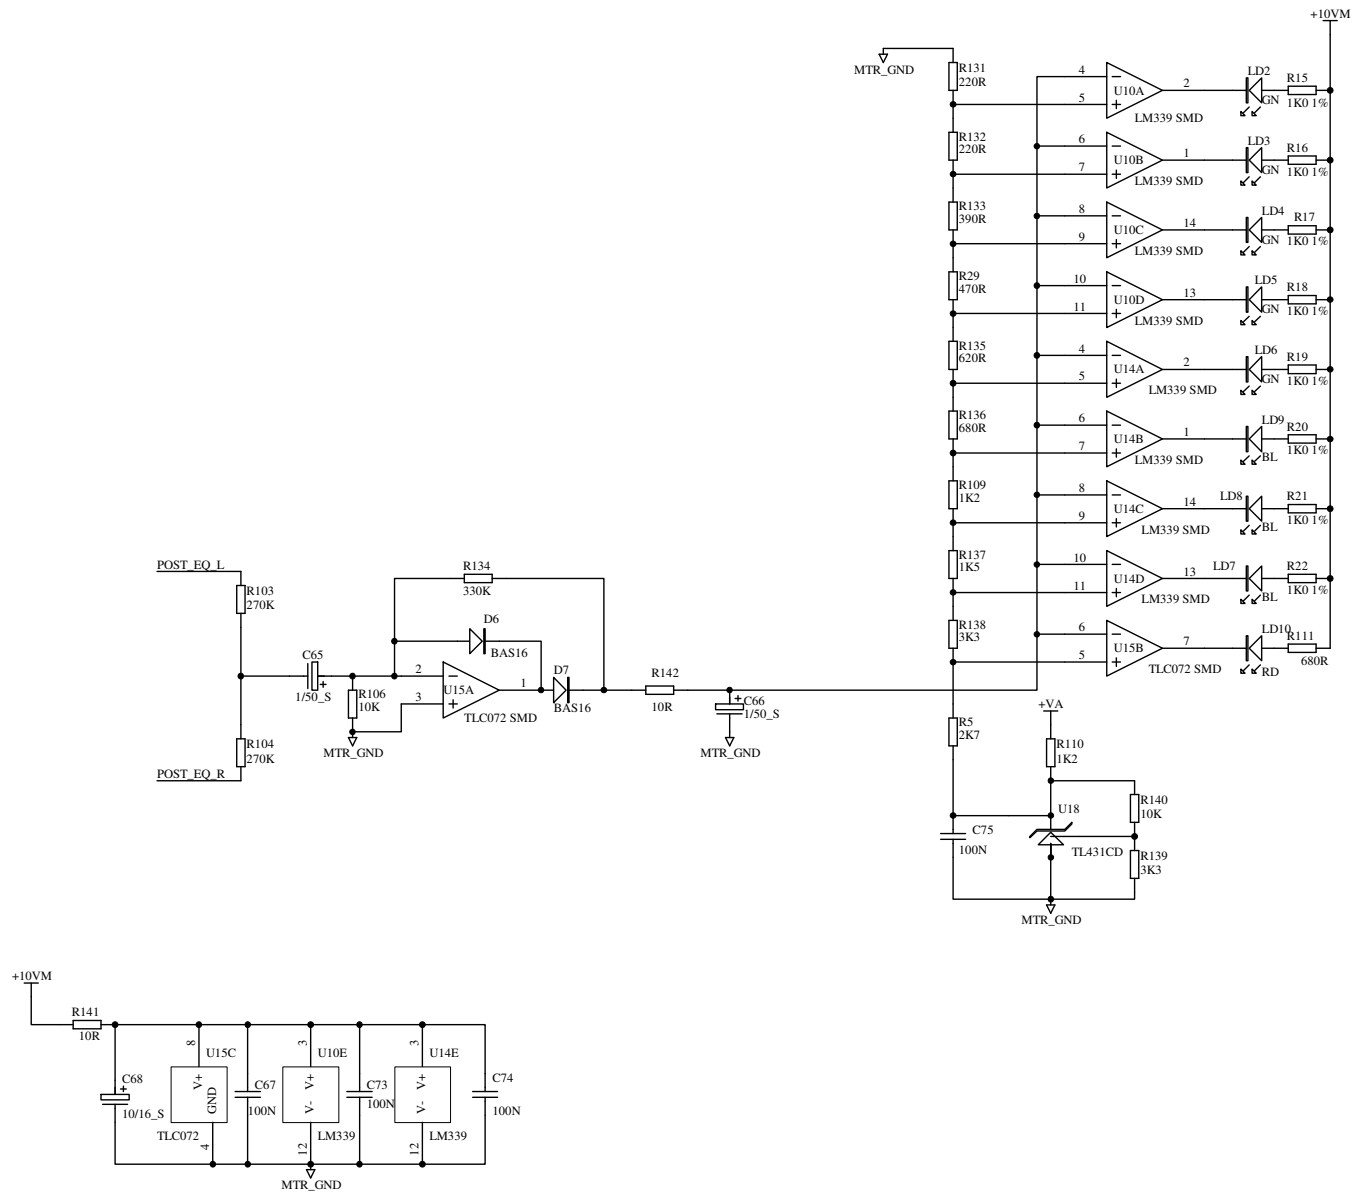 +10VM
MTR_GND
R131
220R
4
5
U10A
2
LM339 SMD
LD2
GN
R15
1K0 1%
R132
220R
6
7
U10B
1
LM339 SMD
LD3
GN
R16
1K0 1%
R133
390R
8
9
U10C
14
LM339 SMD
LD4
GN
R17
1K0 1%
R29
470R
10
11
U10D
13
LM339 SMD
LD5
GN
R18
1K0 1%
R135
620R
4
5
U14A
2
LM339 SMD
LD6
GN
R19
1K0 1%
R136
680R
6
7
U14B
1
LM339 SMD
LD9
BL
R20
1K0 1%
R109
1K2
8
9
U14C
14
LM339 SMD
LD8
BL
R21
1K0 1%
R137
1K5
10
11
U14D
13
LM339 SMD
LD7
BL
R22
1K0 1%
R138
3K3
6
5
U15B
7
TLC072 SMD
LD10
RD
R111
680R
POST_EQ_L
R103
270K
R134
330K
D6
BAS16
C65
+
1/50_S
R106
10K
MTR_GND
2
3
U15A
1
TLC072 SMD
D7
BAS16
R142
10R
+
C66
1/50_S
MTR_GND
R104
270K
POST_EQ_R
R5
2K7
+VA
R110
1K2
U18
TL431CD
R140
10K
R139
3K3
C75
100N
MTR_GND
+10VM
R141
10R
C68
+
10/16_S
8
U15C
V+
GND
TLC072
4
C67
100N
3
U10E
V+
V-
LM339
12
C73
100N
3
U14E
V+
V-
LM339
12
C74
100N
MTR_GND